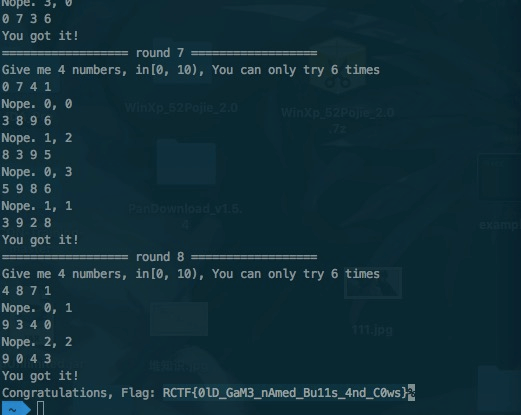 Nope. 3, 0
0 7 3 6
You got it!
================== round 7 ==================
Give me 4 numbers, in[0, 10), You can only try 6 times
0 7 4 1
Nope. 0, 0
3 8 9 6
Nope. 1, 2
8 3 9 5
Nope. 0, 3
5 9 8 6
Nope. 1, 1
3 9 2 8
You got it!
================== round 8 ==================
Give me 4 numbers, in[0, 10), You can only try 6 times
4 8 7 1
Nope. 0, 1
9 3 4 0
Nope. 2, 2
9 0 4 3
You got it!
Congratulations, Flag: RCTF{0lD_GaM3_nAmed_Bu11s_4nd_C0ws}%
~
WinXp_52Pojie_2.0
WinXp_52Pojie_2.0
.7z
PanDownload_v1.5.
111.jpg